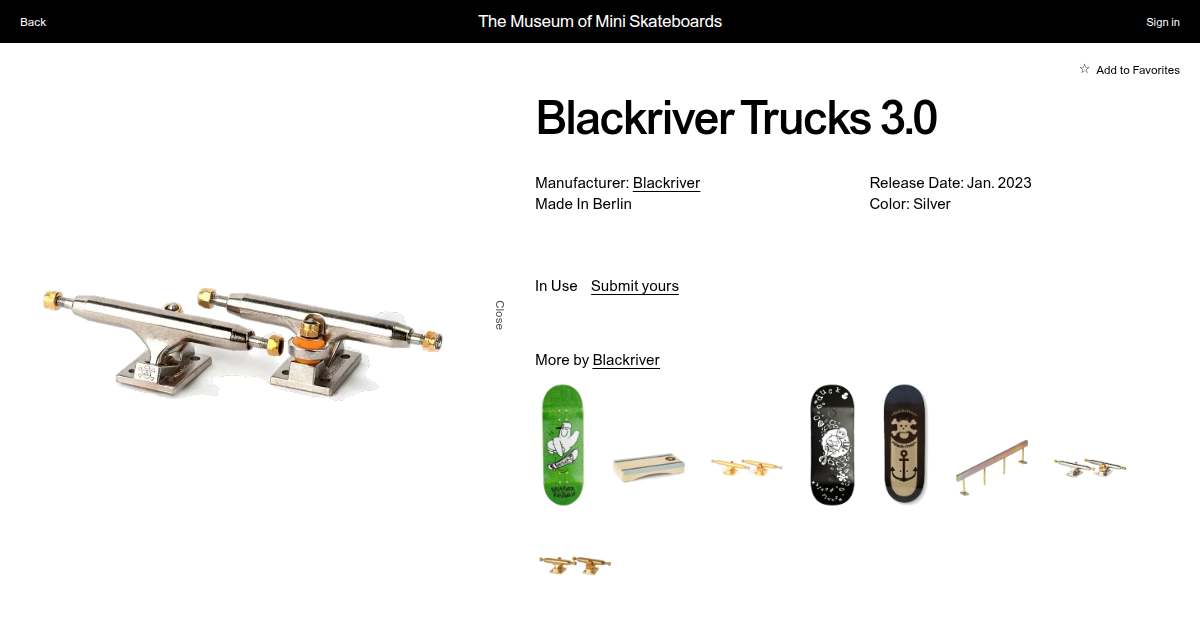 Back
The Museum of Mini Skateboards
Sign in
☆ Add to Favorites
Blackriver Trucks 3.0
Manufacturer: Blackriver
Made In Berlin
Release Date: Jan. 2023
Color: Silver
In Use Submit yours
Close
More by Blackriver